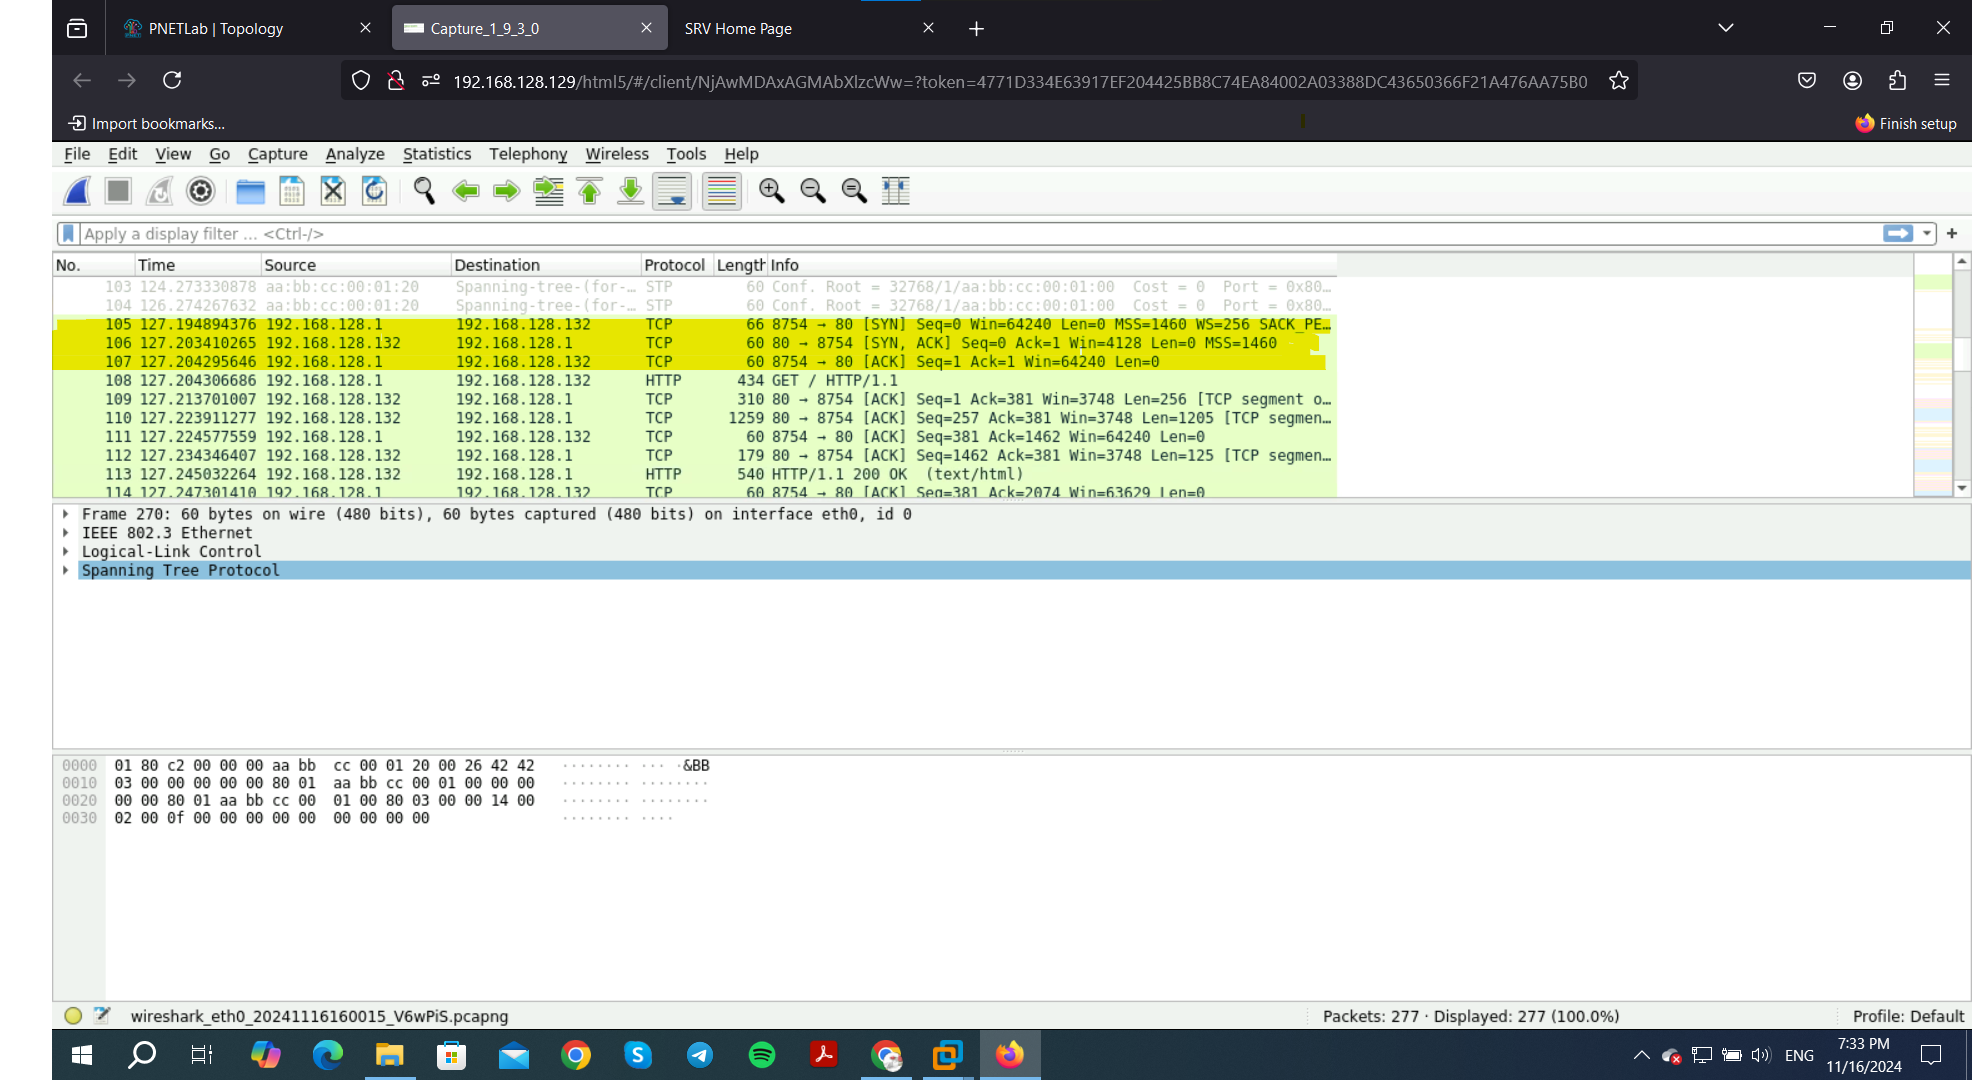 PNETLab | Topology
Capture_1_9_3_0
SRV Home Page
192.168.128.129/html5/#/client/NjAwMDAxAGMAbXlzcWw=?token=4771D334E63917EF204425BB8C74EA84002A03388DC43650366F21A476AA75B0
Import bookmarks...
Finish setup
File Edit View Go Capture Analyze Statistics Telephony Wireless Tools Help
Apply a display filter ... <Ctrl-/>
No. Time Source Destination Protocol Length Info
103 124.273330878 aa:bb:cc:00:01:20 Spanning-tree-(for-… STP 60 Conf. Root = 32768/1/aa:bb:cc:00:01:00 Cost = 0 Port = 0x80…
104 126.274267632 aa:bb:cc:00:01:20 Spanning-tree-(for-… STP 60 Conf. Root = 32768/1/aa:bb:cc:00:01:00 Cost = 0 Port = 0x80…
105 127.194894376 192.168.128.1 192.168.128.132 TCP 66 8754 → 80 [SYN] Seq=0 Win=64240 Len=0 MSS=1460 WS=256 SACK_PE…
106 127.203410265 192.168.128.132 192.168.128.1 TCP 60 80 → 8754 [SYN, ACK] Seq=0 Ack=1 Win=4128 Len=0 MSS=1460
107 127.204295646 192.168.128.1 192.168.128.132 TCP 60 8754 → 80 [ACK] Seq=1 Ack=1 Win=64240 Len=0
108 127.204306686 192.168.128.1 192.168.128.132 HTTP 434 GET / HTTP/1.1
109 127.213701007 192.168.128.132 192.168.128.1 TCP 310 80 → 8754 [ACK] Seq=1 Ack=381 Win=3748 Len=256 [TCP segment o…
110 127.223911277 192.168.128.132 192.168.128.1 TCP 1259 80 → 8754 [ACK] Seq=257 Ack=381 Win=3748 Len=1205 [TCP segmen…
111 127.224577559 192.168.128.1 192.168.128.132 TCP 60 8754 → 80 [ACK] Seq=381 Ack=1462 Win=64240 Len=0
112 127.234346407 192.168.128.132 192.168.128.1 TCP 179 80 → 8754 [ACK] Seq=1462 Ack=381 Win=3748 Len=125 [TCP segmen…
113 127.245032264 192.168.128.132 192.168.128.1 HTTP 540 HTTP/1.1 200 OK (text/html)
114 127.247301410 192.168.128.1 192.168.128.132 TCP 60 8754 → 80 [ACK] Seq=381 Ack=2074 Win=63629 Len=0
Frame 270: 60 bytes on wire (480 bits), 60 bytes captured (480 bits) on interface eth0, id 0
IEEE 802.3 Ethernet
Logical-Link Control
Spanning Tree Protocol
0000 01 80 c2 00 00 00 aa bb cc 00 01 20 00 26 42 42 ········ ··· ·&BB
0010 03 00 00 00 00 00 80 01 aa bb cc 00 01 00 00 00 ········ ········
0020 00 00 80 01 aa bb cc 00 01 00 80 03 00 00 14 00 ········ ········
0030 02 00 0f 00 00 00 00 00 00 00 00 00 ········ ····
wireshark_eth0_20241116160015_V6wPiS.pcapng
Packets: 277 · Displayed: 277 (100.0%)
Profile: Default
ENG
7:33 PM
11/16/2024